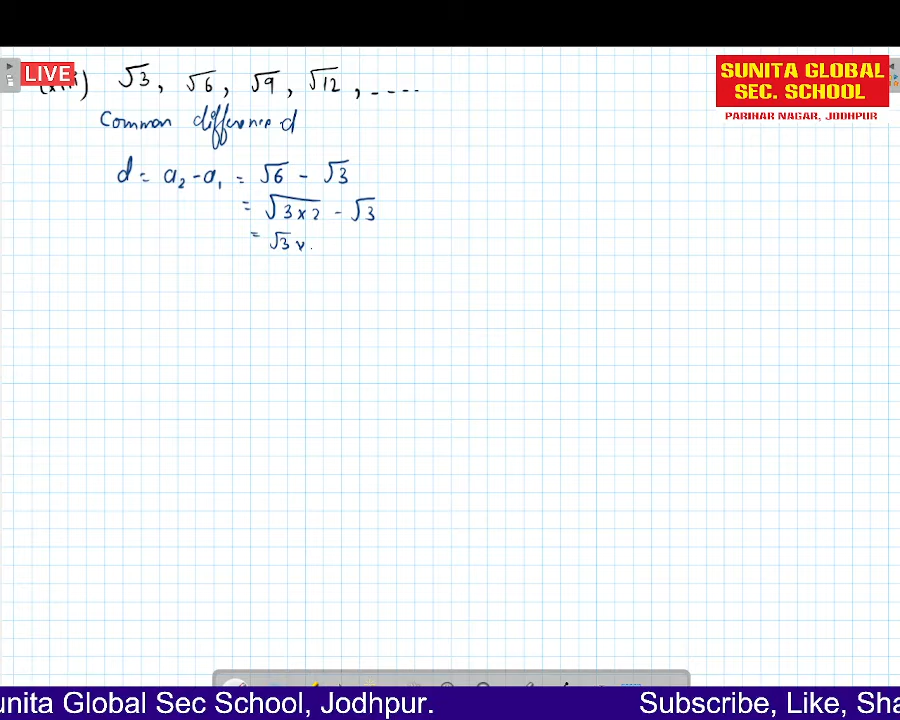 LIVE
SUNITA GLOBAL
SEC. SCHOOL
PARIHAR NAGAR, JODHPUR
√3, √6, √9, √12, ....
Common difference d
d = a₂ - a₁ = √6 - √3
= √3×2 - √3
= √3 ×
unita Global Sec School, Jodhpur. Subscribe, Like, Sha